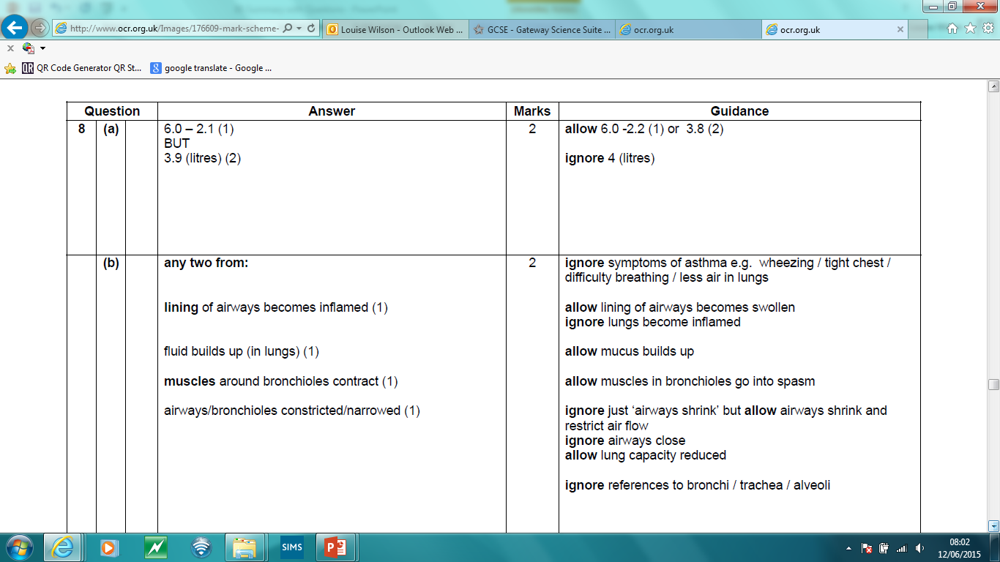 http://www.ocr.org.uk/Images/176609-mark-scheme-
Louise Wilson - Outlook Web ...
GCSE - Gateway Science Suite ...
ocr.org.uk
ocr.org.uk
QR Code Generator QR St...
google translate - Google ...
Question Answer Marks Guidance
8 (a) 6.0 – 2.1 (1) 2 allow 6.0 -2.2 (1) or 3.8 (2)
BUT
3.9 (litres) (2) ignore 4 (litres)
(b) any two from: 2 ignore symptoms of asthma e.g. wheezing / tight chest /
difficulty breathing / less air in lungs
lining of airways becomes inflamed (1) allow lining of airways becomes swollen
ignore lungs become inflamed
fluid builds up (in lungs) (1) allow mucus builds up
muscles around bronchioles contract (1) allow muscles in bronchioles go into spasm
airways/bronchioles constricted/narrowed (1) ignore just ‘airways shrink’ but allow airways shrink and
restrict air flow
ignore airways close
allow lung capacity reduced
ignore references to bronchi / trachea / alveoli
SIMS
08:02
12/06/2015